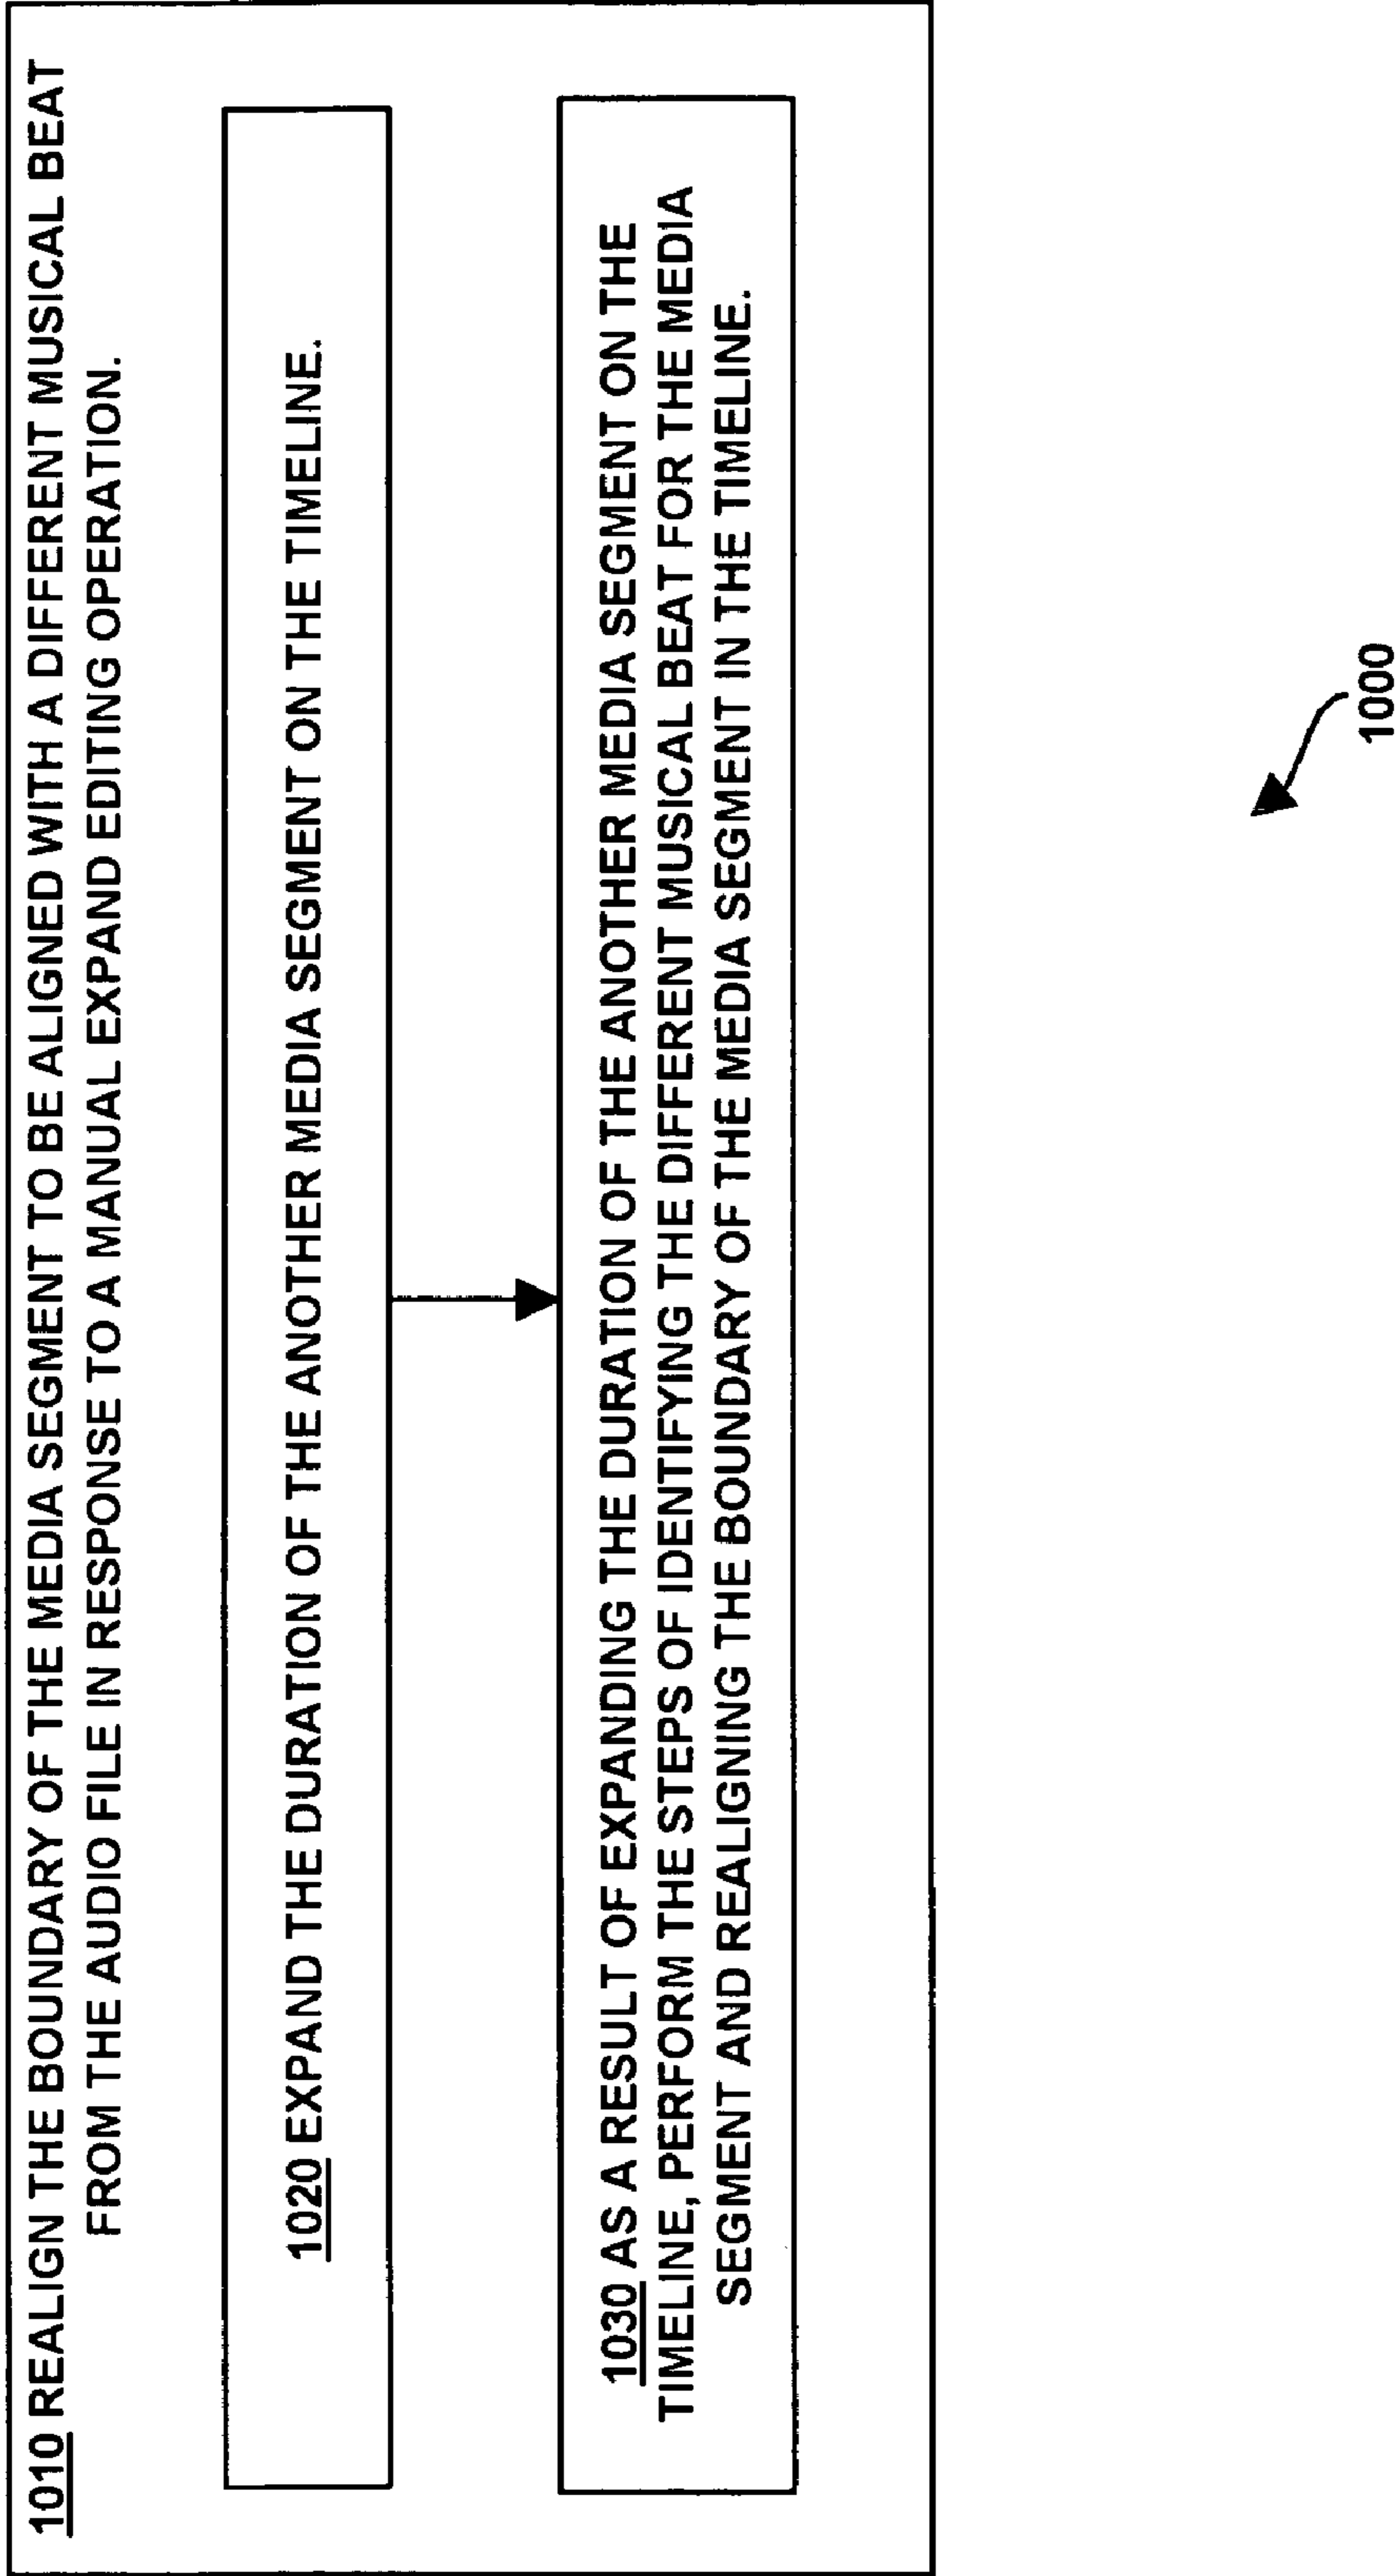 1010 REALIGN THE BOUNDARY OF THE MEDIA SEGMENT TO BE ALIGNED WITH A DIFFERENT MUSICAL BEAT
FROM THE AUDIO FILE IN RESPONSE TO A MANUAL EXPAND EDITING OPERATION.
1020 EXPAND THE DURATION OF THE ANOTHER MEDIA SEGMENT ON THE TIMELINE.
1030 AS A RESULT OF EXPANDING THE DURATION OF THE ANOTHER MEDIA SEGMENT ON THE
TIMELINE, PERFORM THE STEPS OF IDENTIFYING THE DIFFERENT MUSICAL BEAT FOR THE MEDIA
SEGMENT AND REALIGNING THE BOUNDARY OF THE MEDIA SEGMENT IN THE TIMELINE.
1000